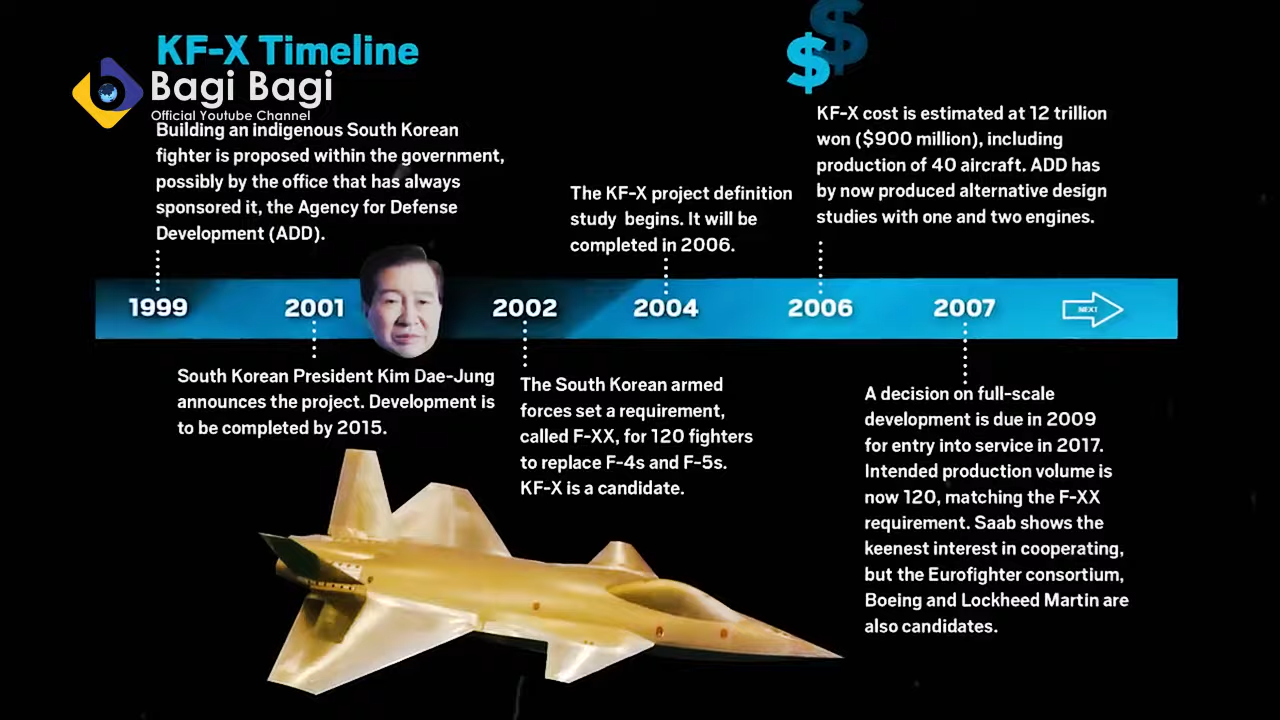 KF-X Timeline
Bagi Bagi
Official Youtube Channel
Building an indigenous South Korean
fighter is proposed within the government,
possibly by the office that has always
sponsored it, the Agency for Defense
Development (ADD).
The KF-X project definition
study begins. It will be
completed in 2006.
$
$
KF-X cost is estimated at 12 trillion
won ($900 million), including
production of 40 aircraft. ADD has
by now produced alternative design
studies with one and two engines.
1999
2001
2002
2004
2006
2007
NEXT
South Korean President Kim Dae-Jung
announces the project. Development is
to be completed by 2015.
The South Korean armed
forces set a requirement,
called F-XX, for 120 fighters
to replace F-4s and F-5s.
KF-X is a candidate.
A decision on full-scale
development is due in 2009
for entry into service in 2017.
Intended production volume is
now 120, matching the F-XX
requirement. Saab shows the
keenest interest in cooperating,
but the Eurofighter consortium,
Boeing and Lockheed Martin are
also candidates.